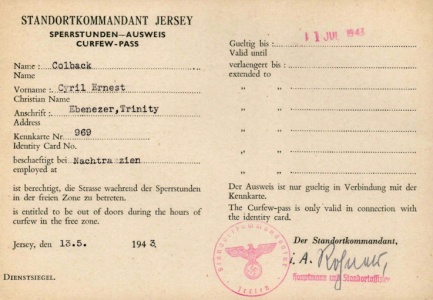 STANDORTKOMMANDANT JERSEY
SPERRSTUNDEN—AUSWEIS
CURFEW-PASS
Name : Colback
Name
Vorname : Cyril Ernest
Christian Name
Anschrift : Ebenezer,Trinity
Address
Kennkarte Nr. 969
Identity Card No.
beschaeftigt bei Nachtra zien
employed at
ist berechtigt, die Strasse waehrend der Sperrstunden
in der freien Zone zu betreten.
is entitled to be out of doors during the hours of
curfew in the free zone.
Jersey, den 13.5. 1943.
DIENSTSIEGEL.
Gueltig bis : 11 JUL 1943
Valid until
verlaengert bis :
extended to
" "
" "
" "
" "
" "
" "
Der Ausweis ist nur gueltig in Verbindung mit der
Kennkarte.
The Curfew-pass is only valid in connection with
the identity card.
Der Standortkommandant,
i. A.
Hauptmann und Standortoffizier
Standortkommandantur
Jersey